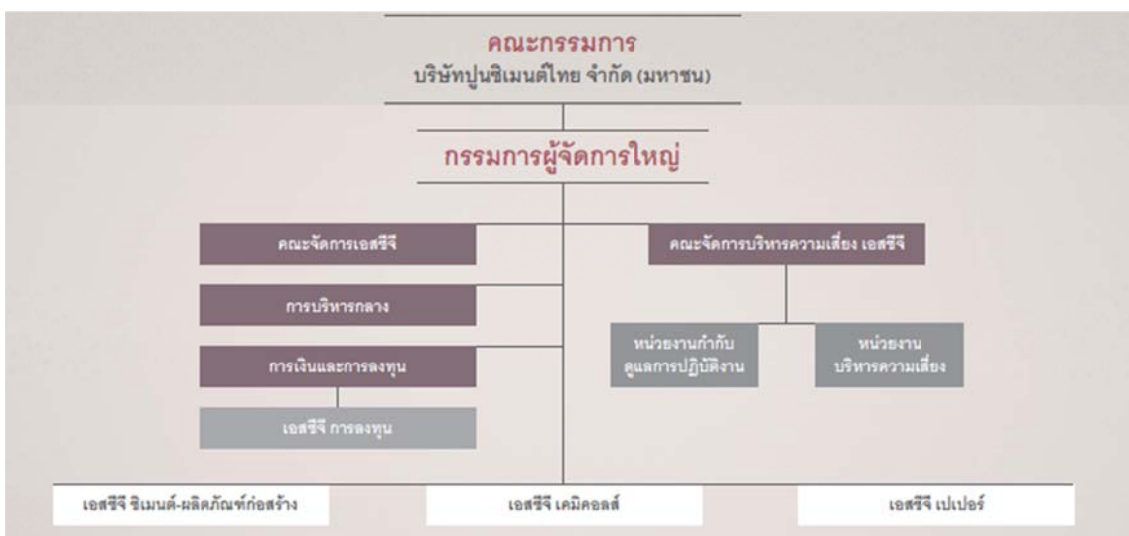 คณะกรรมการ
บริษัทปูนซิเมนต์ไทย จำกัด (มหาชน)
กรรมการผู้จัดการใหญ่
คณะจัดการเอสซีจี
คณะจัดการบริหารความเสี่ยง เอสซีจี
การบริหารกลาง
หน่วยงานกำกับ
ดูแลการปฏิบัติงาน
หน่วยงาน
บริหารความเสี่ยง
การเงินและการลงทุน
เอสซีจี การลงทุน
เอสซีจี ซิเมนต์-ผลิตภัณฑ์ก่อสร้าง
เอสซีจี เคมิคอลส์
เอสซีจี เปเปอร์